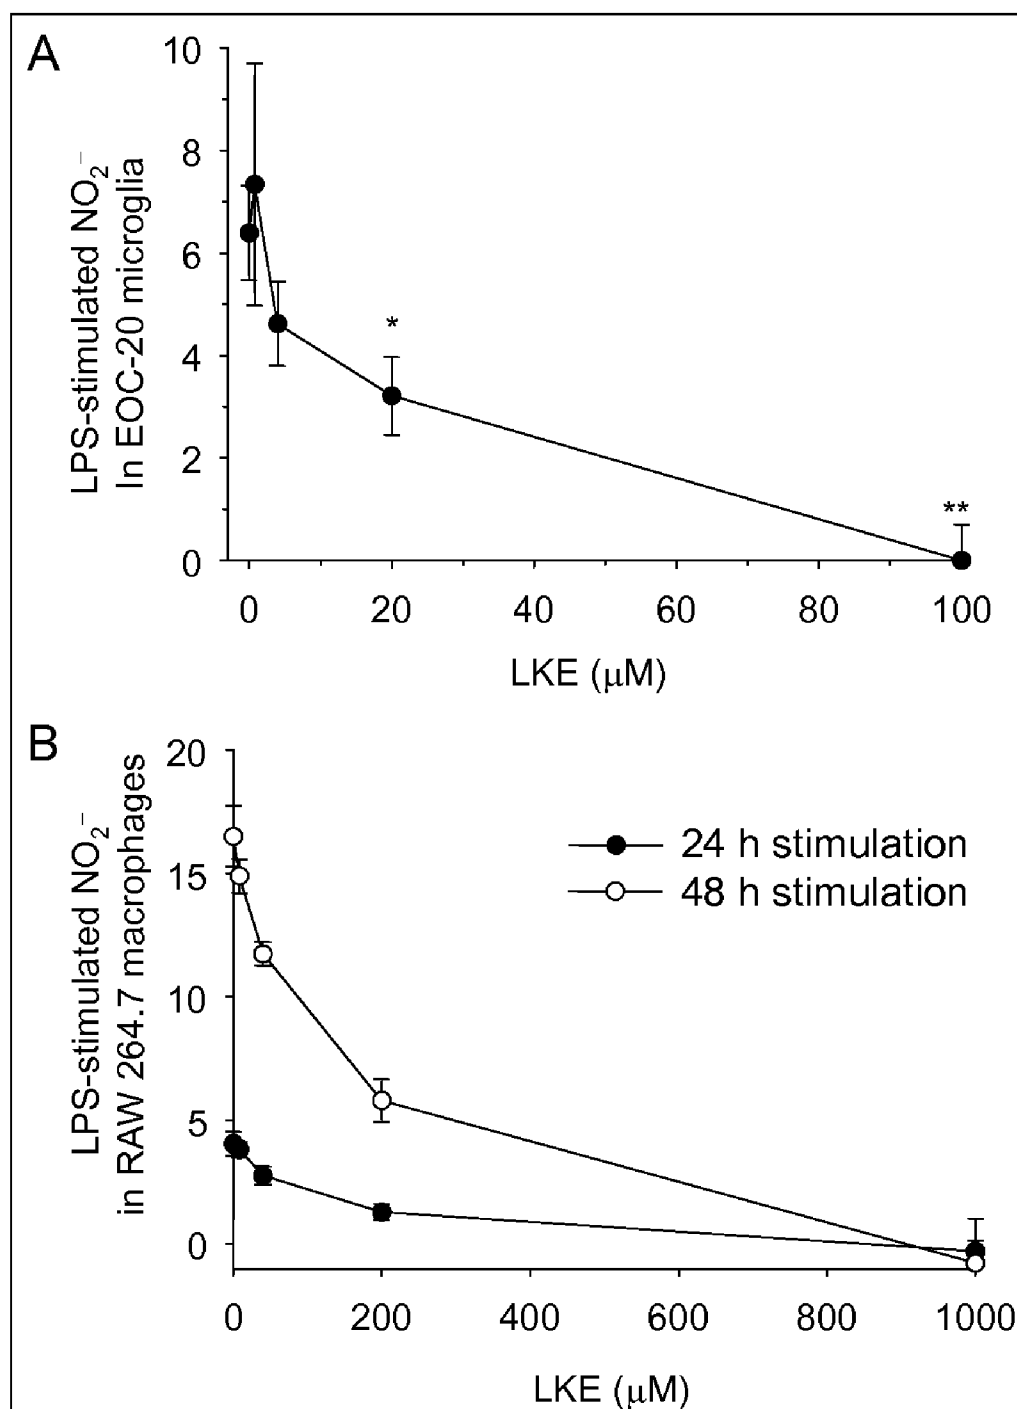 A
LPS-stimulated NO₂⁻
In EOC-20 microglia
10
8
6
4
2
0
*
**
0 20 40 60 80 100
LKE (μM)
B
LPS-stimulated NO₂⁻
in RAW 264.7 macrophages
20
15
10
5
0
24 h stimulation
48 h stimulation
0 200 400 600 800 1000
LKE (μM)